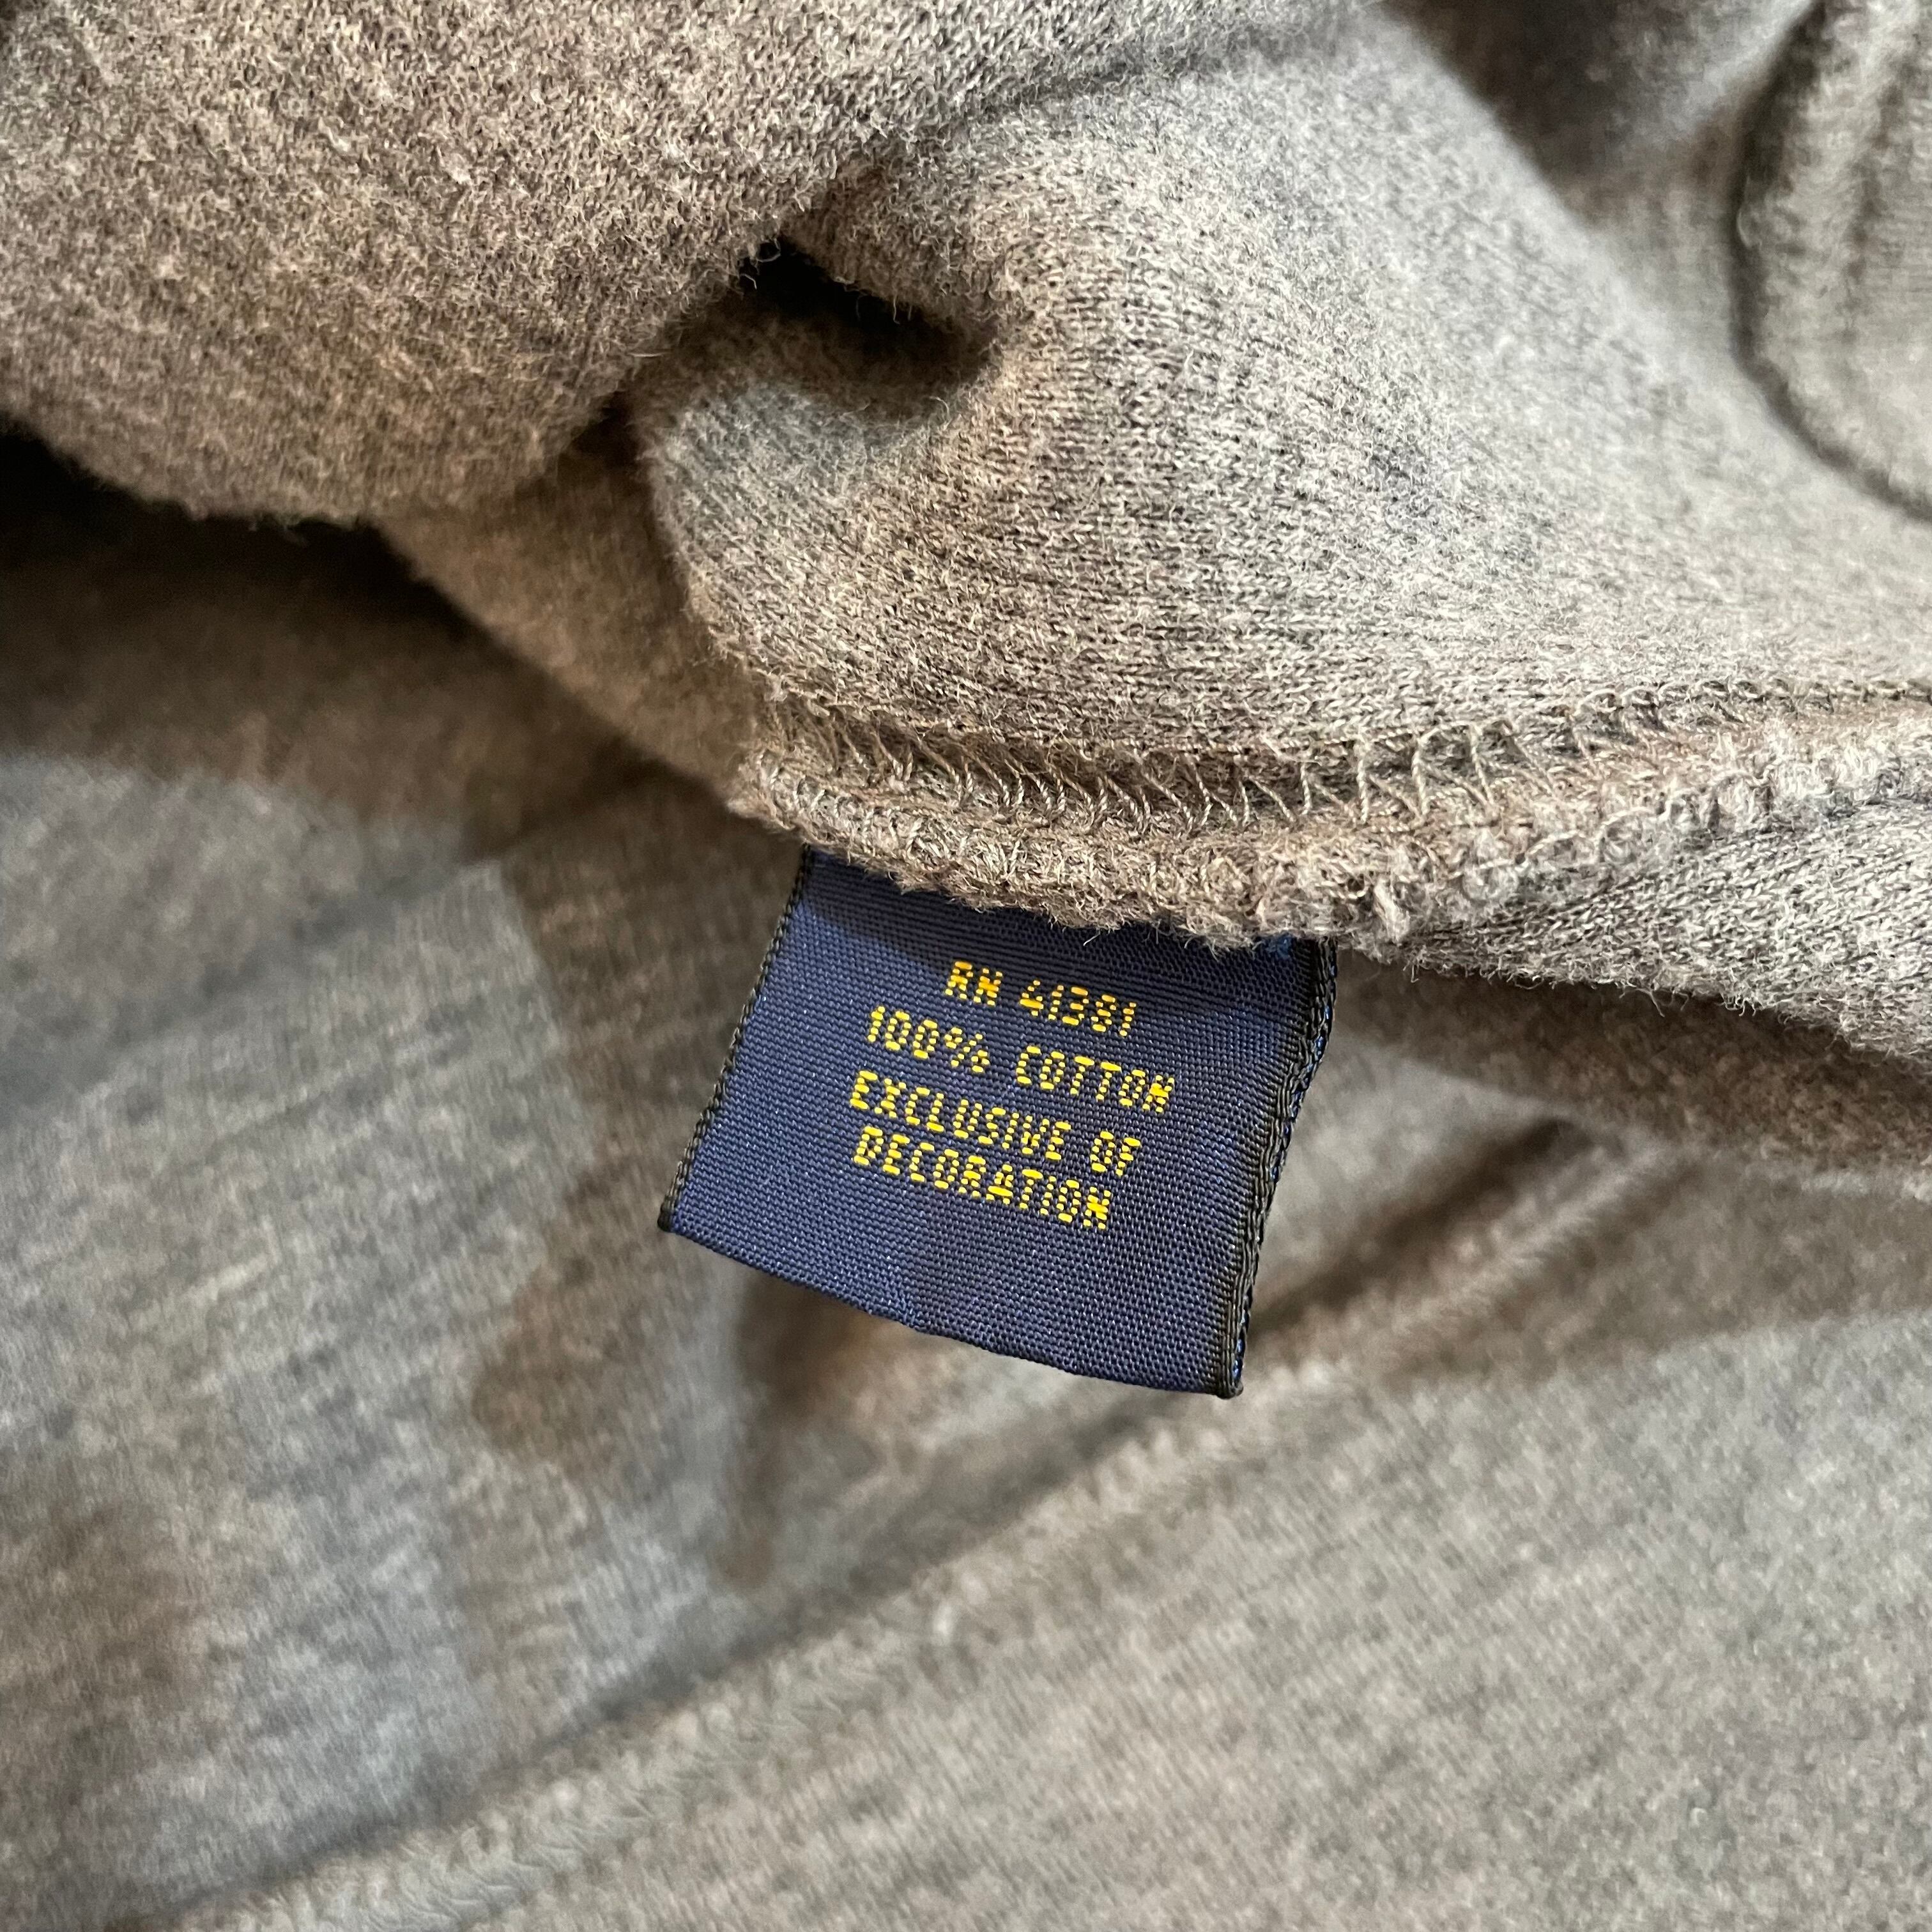 RN 41381
100% COTTON
EXCLUSIVE OF
DECORATION